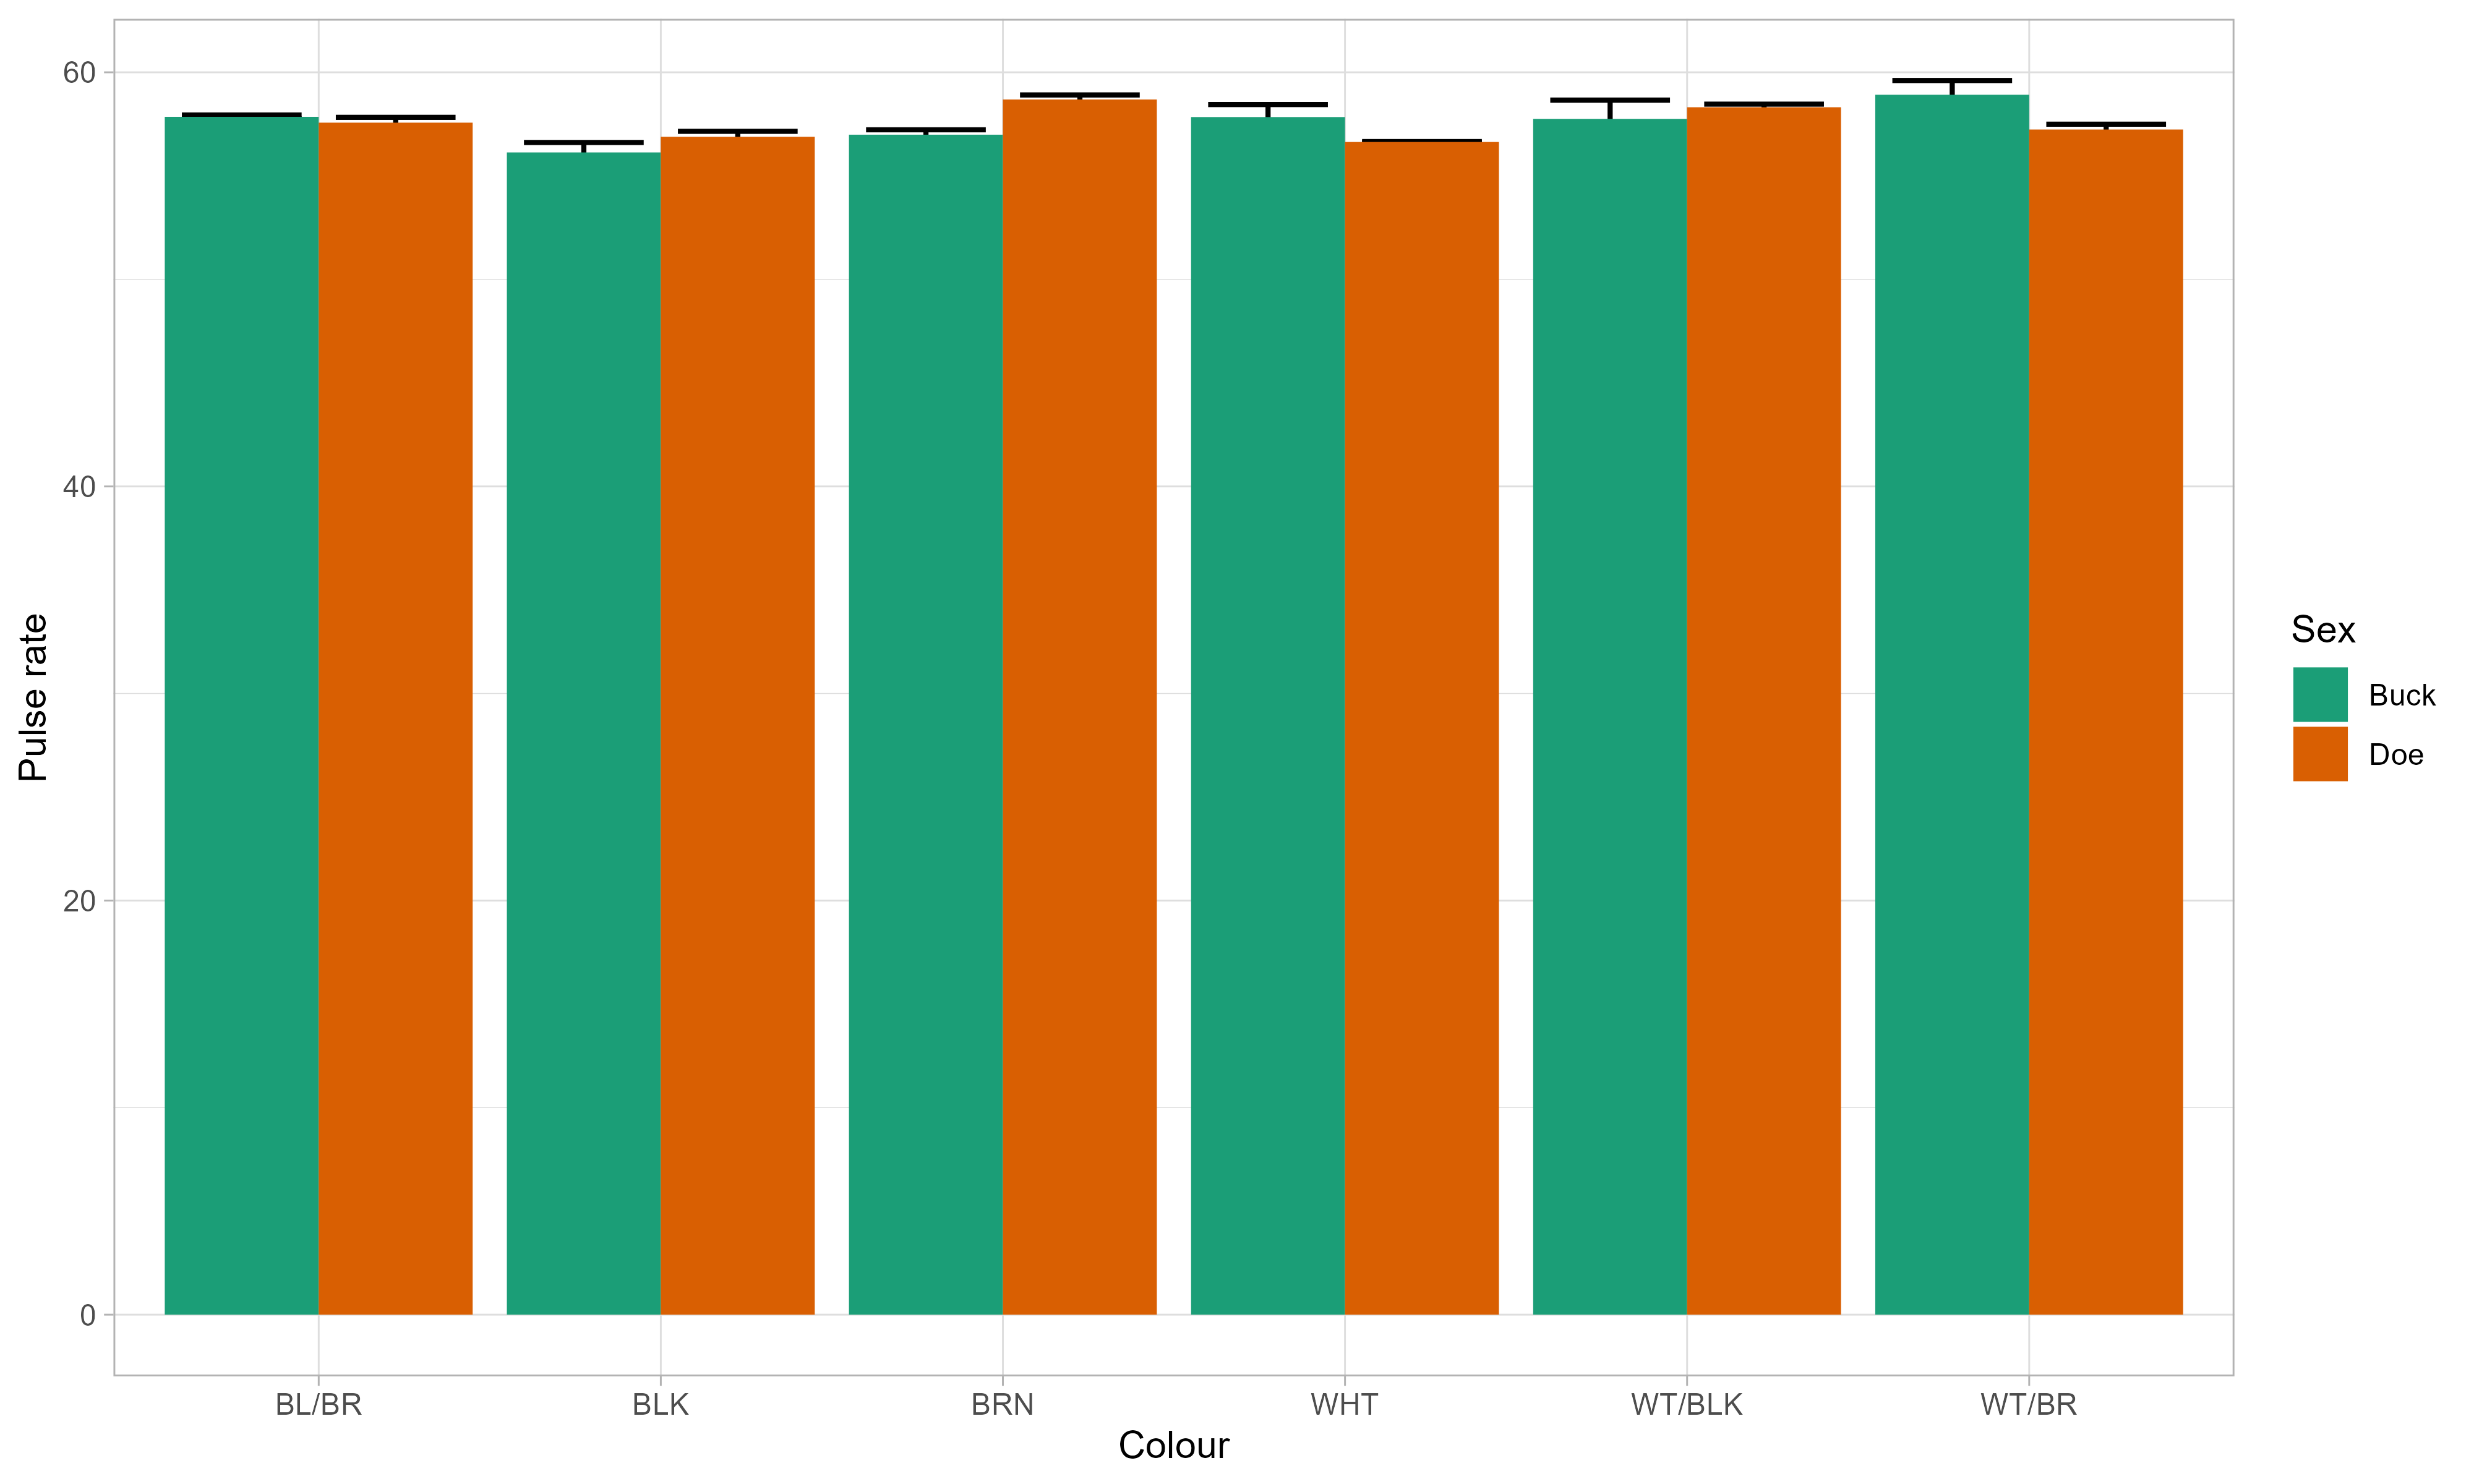 60
40
20
0
Pulse rate
BL/BR
BLK
BRN
WHT
WT/BLK
WT/BR
Colour
Sex
Buck
Doe